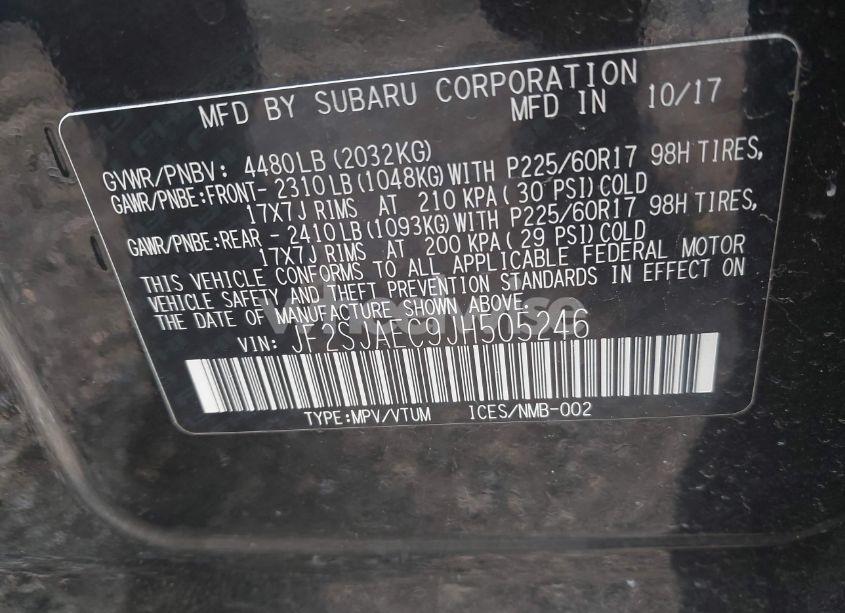 MFD BY SUBARU CORPORATION
MFD IN 10/17
GVWR/PNBV: 4480LB(2032KG)
GAWR/PNBE:FRONT- 2310LB(1048KG)WITH P225/60R17 98H TIRES,
17X7J RIMS AT 210 KPA( 30 PSI)COLD
GAWR/PNBE:REAR - 2410LB(1093KG)WITH P225/60R17 98H TIRES,
17X7J RIMS AT 200 KPA( 29 PSI)COLD
THIS VEHICLE CONFORMS TO ALL APPLICABLE FEDERAL MOTOR
VEHICLE SAFETY AND THEFT PREVENTION STANDARDS IN EFFECT ON
THE DATE OF MANUFACTURE SHOWN ABOVE.
VIN: JF2SJAEC9JH505246
TYPE:MPV/VTUM ICES/NMB-002